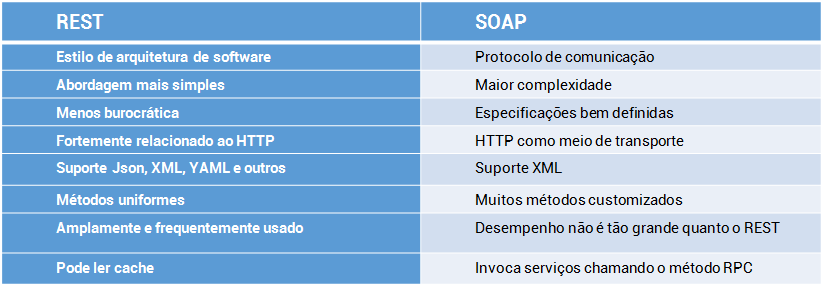 REST SOAP
Estilo de arquitetura de software Protocolo de comunicação
Abordagem mais simples Maior complexidade
Menos burocrática Especificações bem definidas
Fortemente relacionado ao HTTP HTTP como meio de transporte
Suporte Json, XML, YAML e outros Suporte XML
Métodos uniformes Muitos métodos customizados
Amplamente e frequentemente usado Desempenho não é tão grande quanto o REST
Pode ler cache Invoca serviços chamando o método RPC